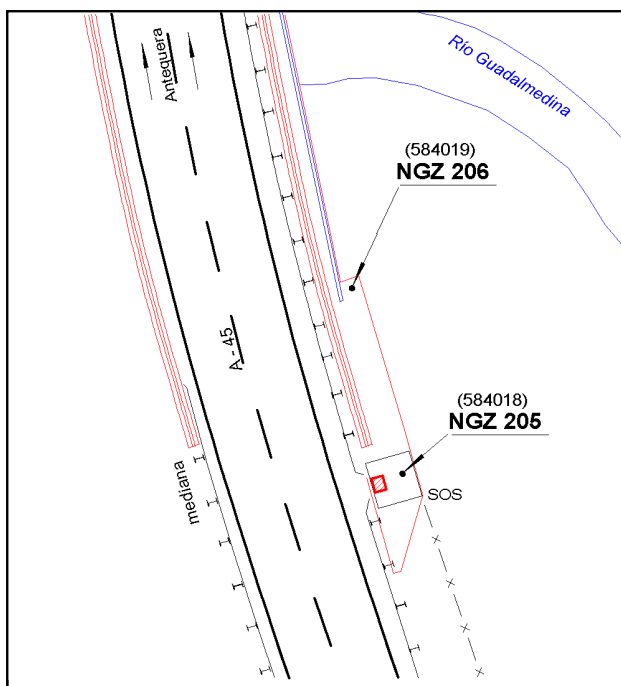 Antequera
Río Guadalmedina
(584019)
NGZ 206
A-45
(584018)
NGZ 205
mediana
SOS